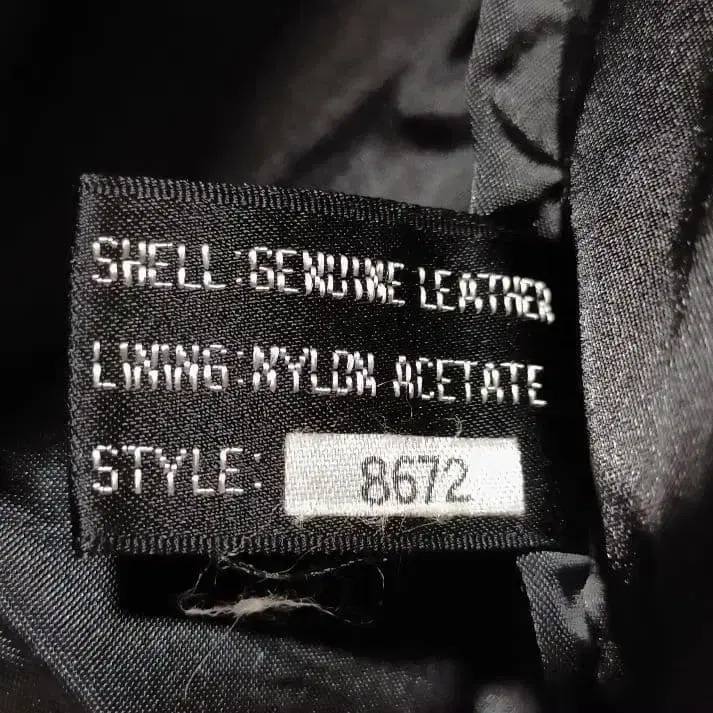 SHELL:GENUINE LEATHER
LINING:NYLON ACETATE
STYLE: 8672